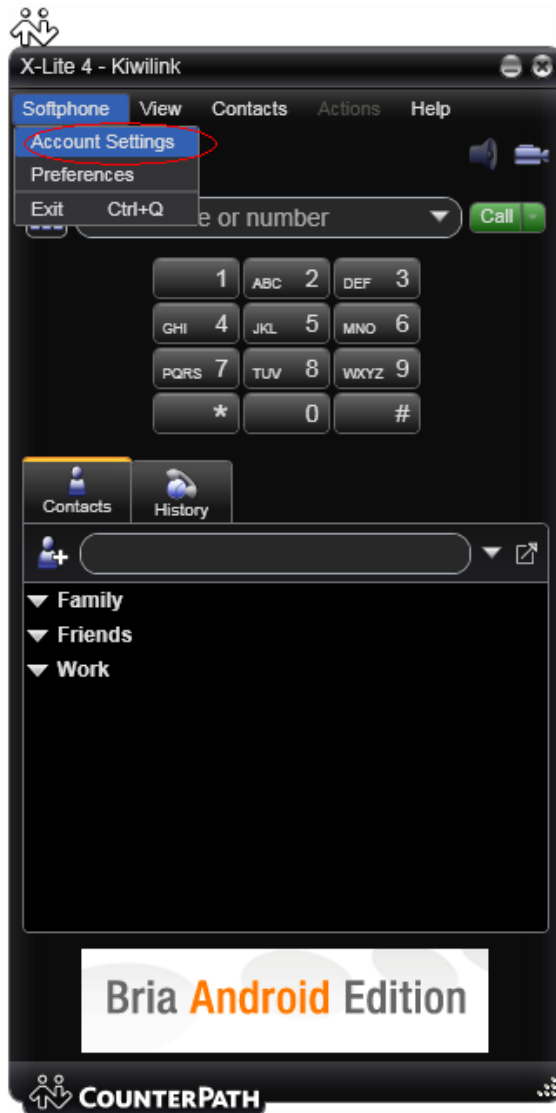 X-Lite 4 - Kiwilink
Softphone View Contacts Actions Help
Account Settings
Preferences
Exit Ctrl+Q
e or number Call
1 ABC 2 DEF 3
GHI 4 JKL 5 MNO 6
PQRS 7 TUV 8 WXYZ 9
* 0 #
Contacts History
Family
Friends
Work
Bria Android Edition
COUNTERPATH